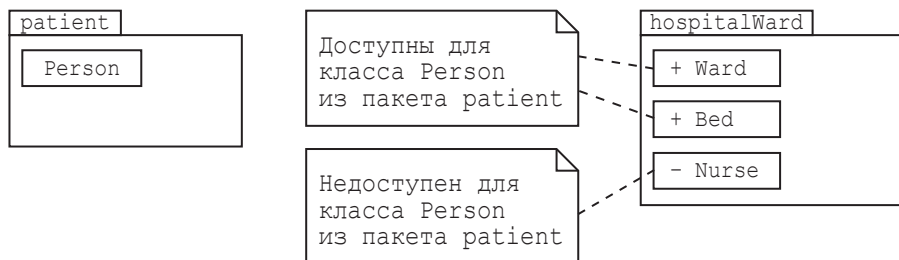 patient
Person
Доступны для
класса Person
из пакета patient
Недоступен для
класса Person
из пакета patient
hospitalWard
+ Ward
+ Bed
– Nurse